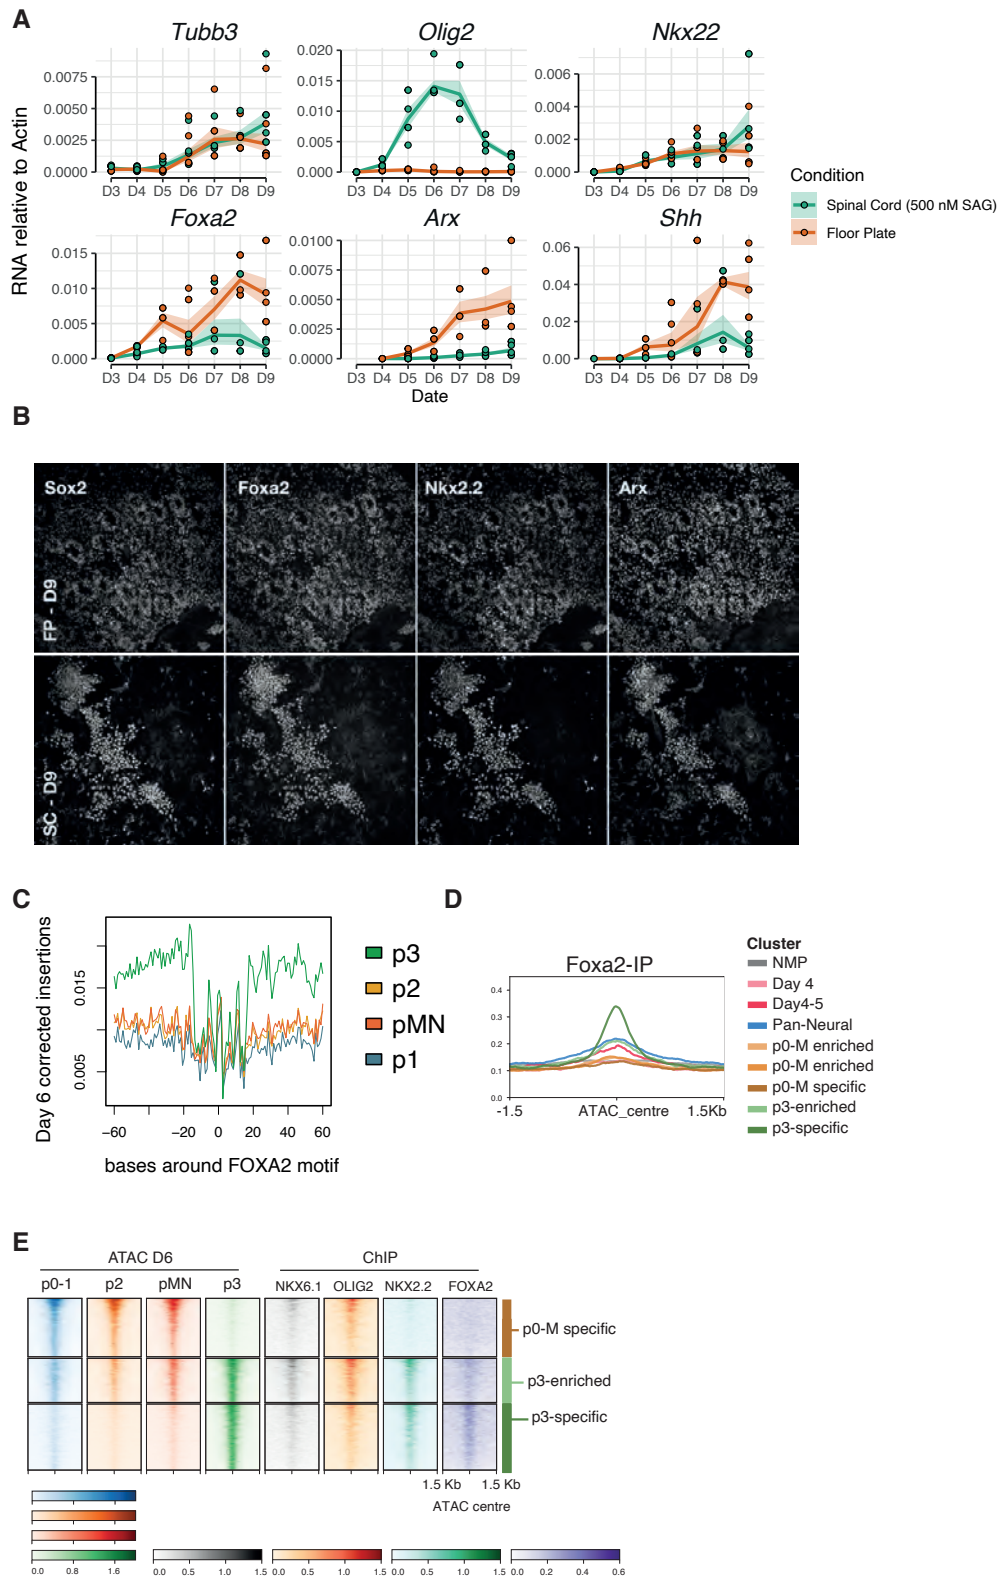 A
Tubb3
Olig2
Nkx22
RNA relative to Actin
0.0075
0.0050
0.0025
0.0000
D3 D4 D5 D6 D7 D8 D9
0.020
0.015
0.010
0.005
0.000
D3 D4 D5 D6 D7 D8 D9
0.006
0.004
0.002
0.000
D3 D4 D5 D6 D7 D8 D9
Condition
Spinal Cord (500 nM SAG)
Floor Plate
Foxa2
Arx
Shh
0.015
0.010
0.005
0.000
D3 D4 D5 D6 D7 D8 D9
0.0100
0.0075
0.0050
0.0025
0.0000
D3 D4 D5 D6 D7 D8 D9
0.06
0.04
0.02
0.00
D3 D4 D5 D6 D7 D8 D9
Date
B
Sox2
Foxa2
Nkx2.2
Arx
FP - D9
SC - D9
C
Day 6 corrected insertions
0.015
0.005
-60 -20 0 20 40 60
bases around FOXA2 motif
p3
p2
pMN
p1
D
Foxa2-IP
0.4
0.3
0.2
0.1
0.0
-1.5 ATAC_centre 1.5Kb
Cluster
NMP
Day 4
Day4-5
Pan-Neural
p0-M enriched
p0-M enriched
p0-M specific
p3-enriched
p3-specific
E
ATAC D6
ChIP
p0-1 p2 pMN p3 NKX6.1 OLIG2 NKX2.2 FOXA2
p0-M specific
p3-enriched
p3-specific
1.5 Kb 1.5 Kb
ATAC centre
0.0 0.8 1.6
0.0 0.5 1.0 1.5
0.0 0.5 1.0 1.5
0.0 0.5 1.0 1.5
0.0 0.2 0.4 0.6